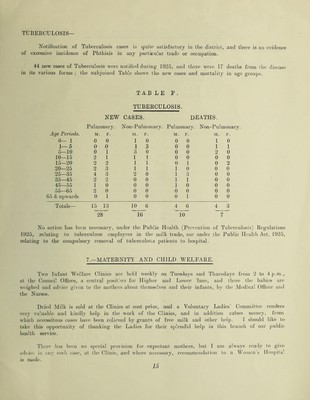 TUBERCULOSIS—
Notification of Tuberculosis cases is quite satisfactory in the district, and there is no evidence
of excessive incidence of Phthisis in any particular trade or occupation.
44 new cases of Tuberculosis were notified during 1925, and there were 17 deaths from the disease
in its various forms; the subjoined Table shows the new cases and mortality in age groups.
TABLE F.
TUBERCULOSIS.
NEW CASES. DEATHS.
Pulmonary. Non-Pulmonary. Pulmonary. Non-Pulmonary.
Age Periods. M. F. M. F. M. F. M. F.
0— 1 0 0 1 0 0 0 1 0
1— 5 0 0 1 3 0 0 1 1
5—10 0 1 3 0 0 0 2 0
10—15 2 1 1 1 0 0 0 0
15—20 2 2 1 1 0 1 0 2
20—25 2 3 1 1 1 0 0 0
25—35 4 3 2 0 1 3 0 0
35—45 2 2 0 0 1 1 0 0
45—55 1 0 0 0 1 0 0 0
55—65 2 0 0 0 0 0 0 0
65 & upwards 0 1 0 0 0 1 0 0
Totals— 15 13 10 6 4 6 4 3
28 16 10 7
No action has been necessary, under the Public Health (Prevention of Tuberculosis) Regulations
1925, relating to tuberculous employees in the milk trade, nor under the Public Health Act, 1925,
relating to the compulsory removal of tuberculous patients to hospital.
7.—MATERNITY AND CHILD WELFARE.
Two Infant Welfare Clinics are held weekly on Tuesdays and Thursdays from 2 to 4 p.m.,
at the Council Offices, a central position for Higher and Lower Ince, and there the babies are
weighed and advice given to the mothers about themselves and their infants, by the Medical Officer and
the Nurses.
Dried Milk is sold at the Clinics at cost price, and a Voluntary Ladies' Committee renders
very valuable and kindly help in the work of the Clinics, and in addition raises money, from
which necessitous cases have been relieved by grants of free milk and other help. I should like to
take this opportunity of thanking the Ladies for their splendid help in this branch of our public
health service.
There has been no special provision for expectant mothers, but I am always ready to give
advice in any such case, at the Clinic, and where necessary, recommendation to a Women's Hospital
is made.
15